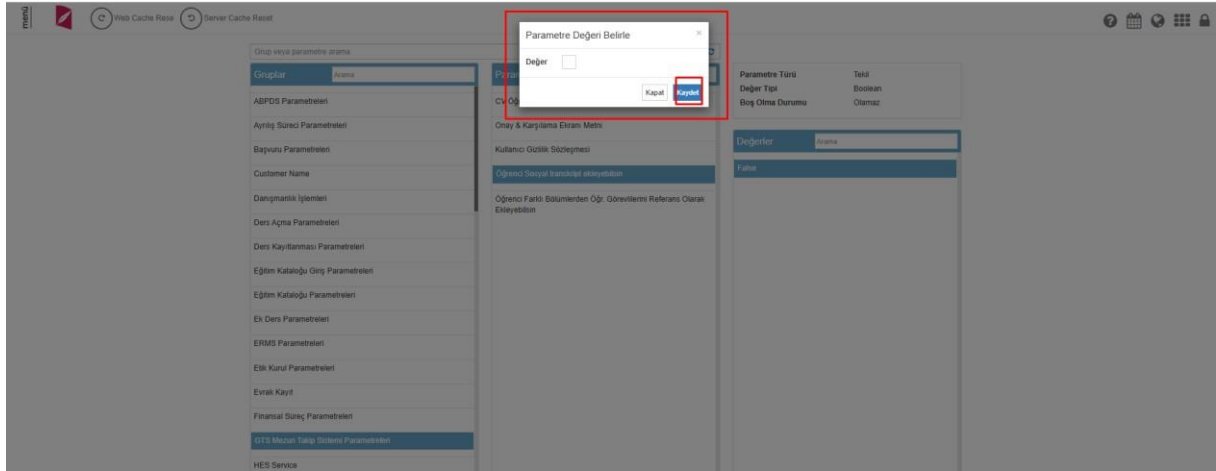 menü
Web Cache Rese
Server Cache Reset
Parametre Değeri Belirle
×
Değer
Kapat
Kaydet
Grup veya parametre arama
Gruplar
Arama
ABPDS Parametreleri
Ayrılış Süreci Parametreleri
Başvuru Parametreleri
Customer Name
Danışmanlık İşlemleri
Ders Açma Parametreleri
Ders Kayıtlanması Parametreleri
Eğitim Kataloğu Giriş Parametreleri
Eğitim Kataloğu Parametreleri
Ek Ders Parametreleri
ERMS Parametreleri
Etik Kurul Parametreleri
Evrak Kayıt
Finansal Süreç Parametreleri
GTS Mezun Takip Sistemi Parametreleri
HES Service
Onay & Karşılama Ekranı Metni
Kullanıcı Gizlilik Sözleşmesi
Öğrenci Sosyal transkript ekleyebilsin
Öğrenci Farklı Bölümlerden Öğr. Görevlilerini Referans Olarak
Ekleyebilsin
Parametre Türü Tekil
Değer Tipi Boolean
Boş Olma Durumu Olamaz
Değerler
Arama
False